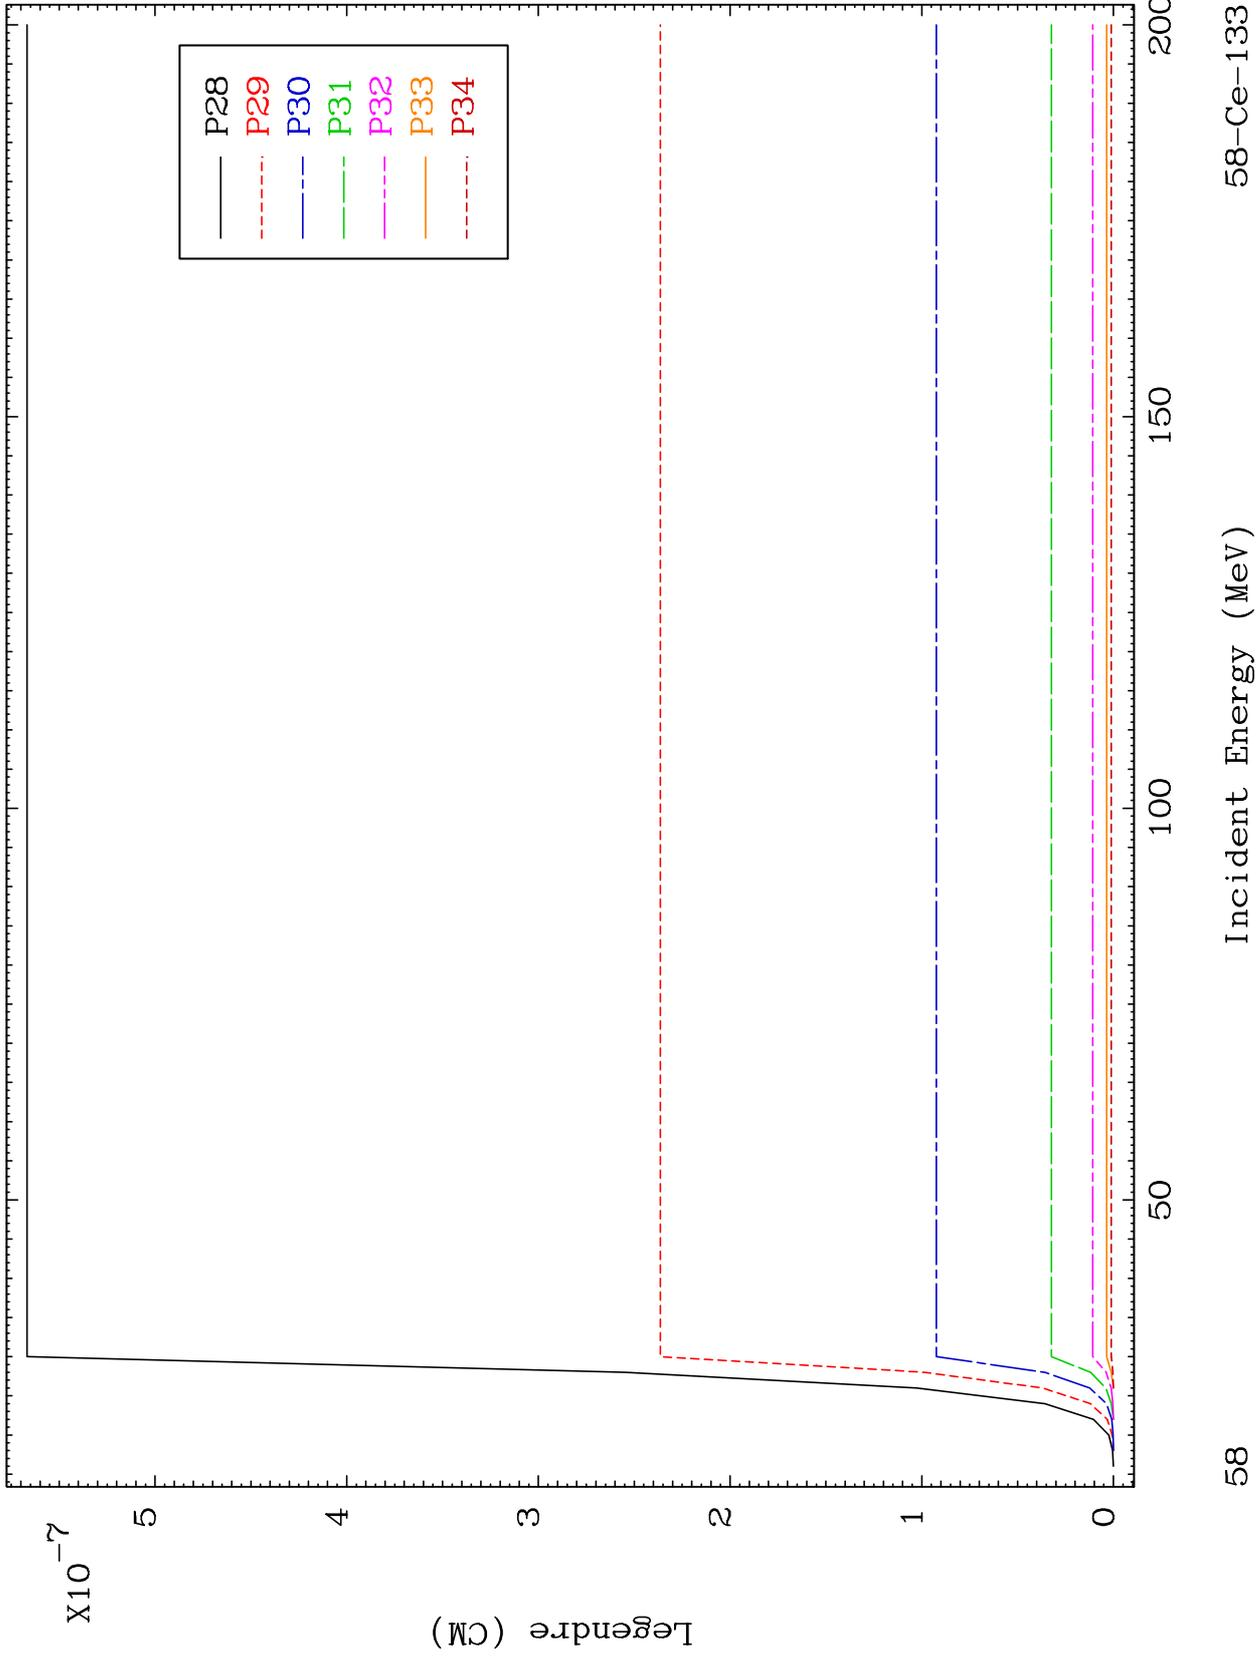 X10-7
5
4
3
2
1
0
Legendre (CM)
P28
P29
P30
P31
P32
P33
P34
50
100
150
200
Incident Energy (MeV)
58
58-Ce-133